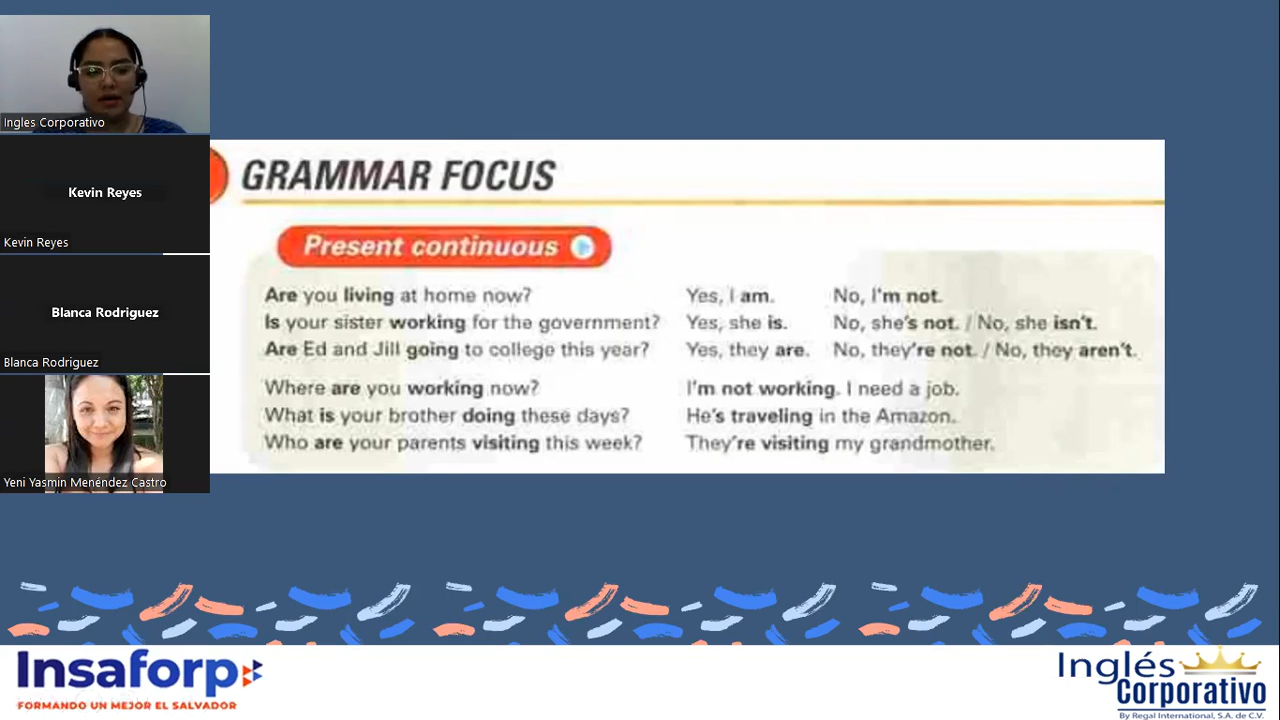 Ingles Corporativo
Kevin Reyes
Kevin Reyes
Blanca Rodriguez
Blanca Rodriguez
Yeni Yasmin Menéndez Castro
GRAMMAR FOCUS
Present continuous
Are you living at home now? Yes, I am. No, I'm not.
Is your sister working for the government? Yes, she is. No, she's not. / No, she isn't.
Are Ed and Jill going to college this year? Yes, they are. No, they're not. / No, they aren't.
Where are you working now? I'm not working. I need a job.
What is your brother doing these days? He's traveling in the Amazon.
Who are your parents visiting this week? They're visiting my grandmother.
Insaforp
FORMANDO UN MEJOR EL SALVADOR
Inglés
Corporativo
By Regal International, S.A. de C.V.